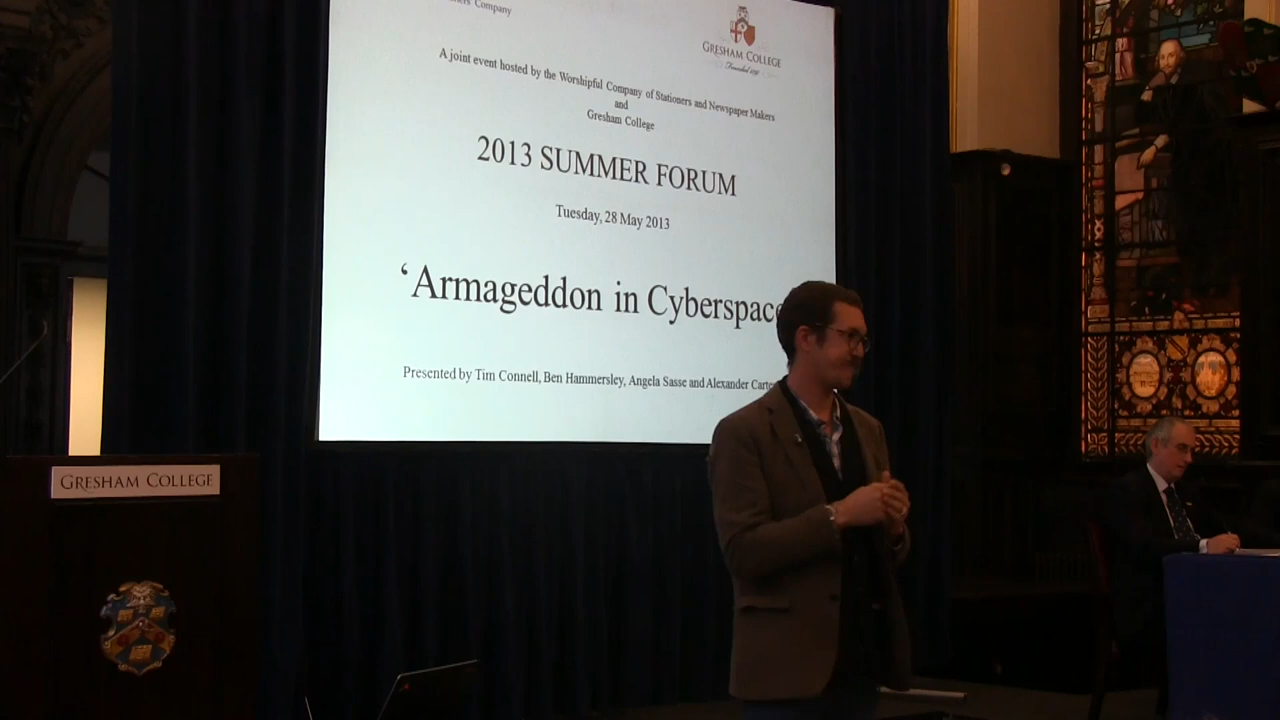 Company
GRESHAM COLLEGE
A joint event hosted by the Worshipful Company of Stationers and Newspaper Makers
and
Gresham College
2013 SUMMER FORUM
Tuesday, 28 May 2013
‘Armageddon in Cyberspace
Presented by Tim Connell, Ben Hammersley, Angela Sasse and Alexander
GRESHAM COLLEGE